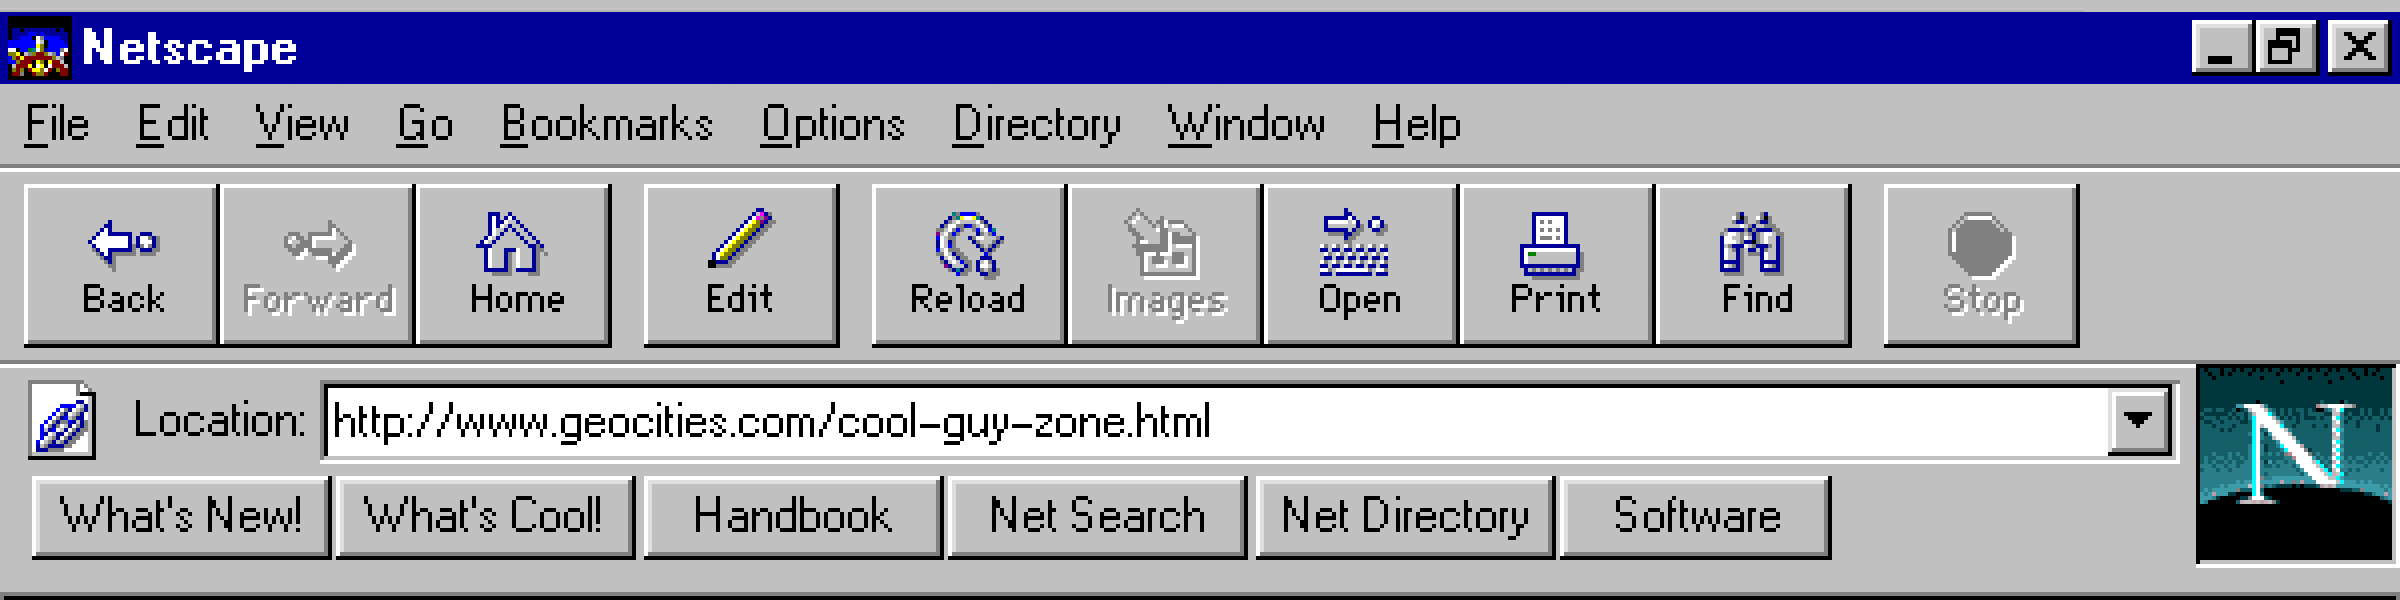 Netscape
File Edit View Go Bookmarks Options Directory Window Help
Back Forward Home Edit Reload Images Open Print Find Stop
Location: http://www.geocities.com/cool-guy-zone.html
N
What's New! What's Cool! Handbook Net Search Net Directory Software